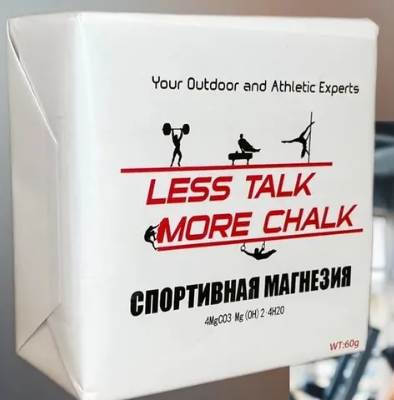 Your Outdoor and Athletic Experts
LESS TALK
MORE CHALK
СПОРТИВНАЯ МАГНЕЗИЯ
4MgCO3 Mg(OH)2 4H2O
WT:60g